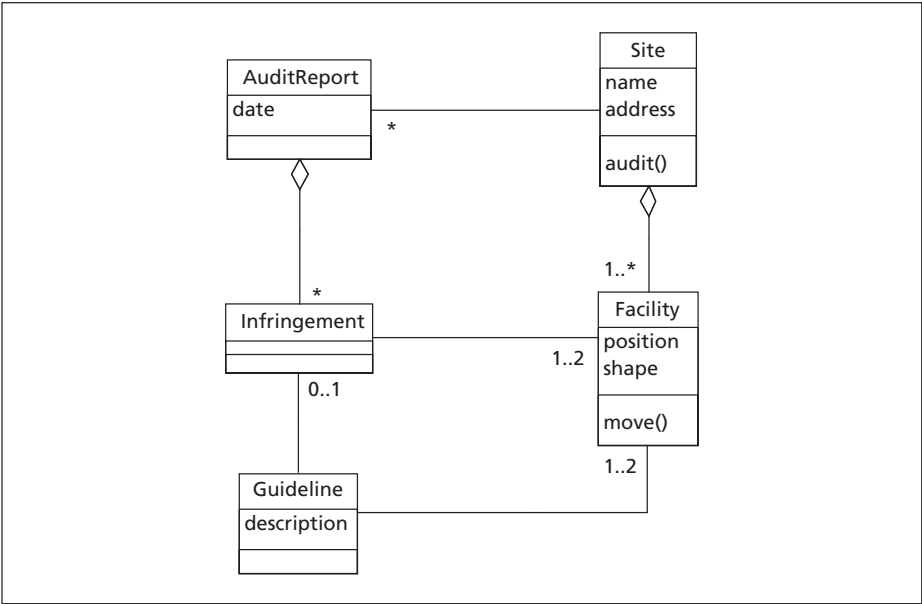 AuditReport
date
*
Site
name
address
audit()
1..*
*
Infringement
0..1
1..2
Facility
position
shape
move()
1..2
Guideline
description